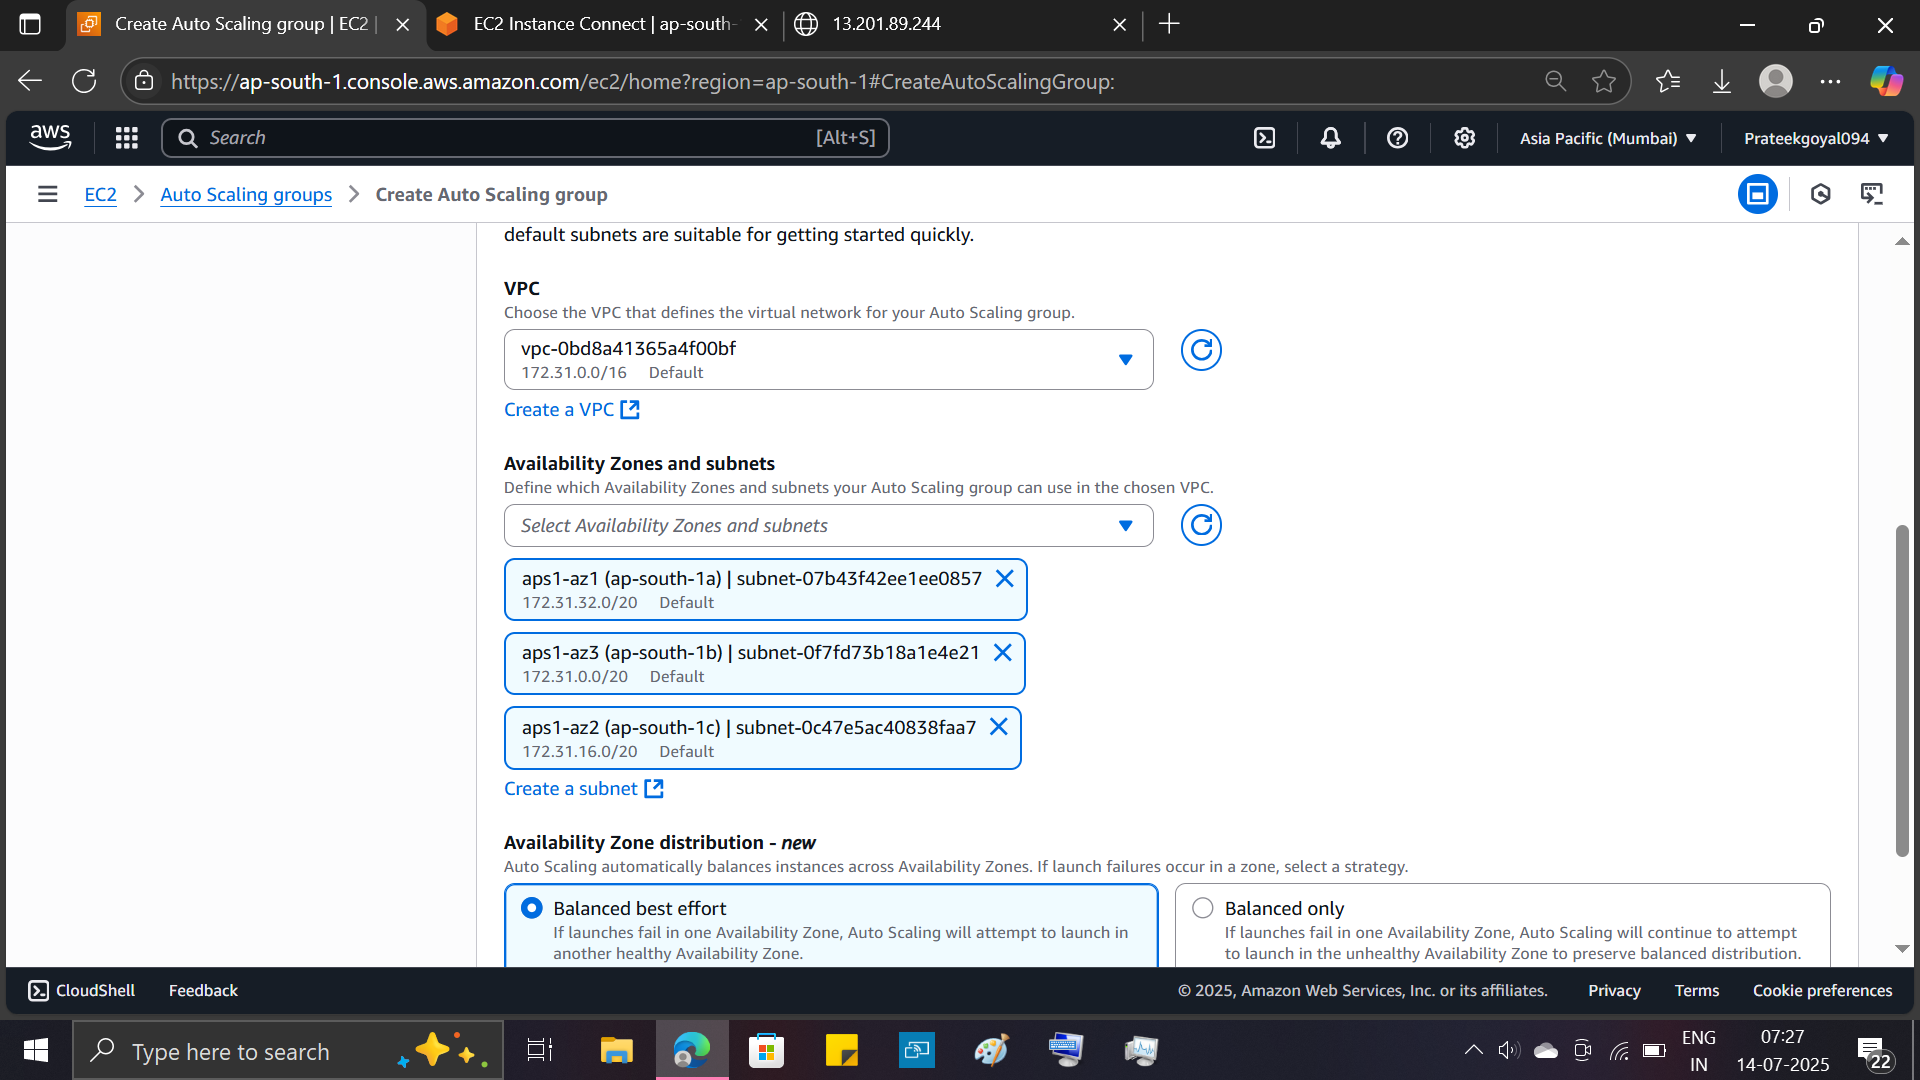 Create Auto Scaling group | EC2 |
EC2 Instance Connect | ap-south-
13.201.89.244
https://ap-south-1.console.aws.amazon.com/ec2/home?region=ap-south-1#CreateAutoScalingGroup:
aws
Search
[Alt+S]
Asia Pacific (Mumbai)
Prateekgoyal094
EC2
Auto Scaling groups
Create Auto Scaling group
default subnets are suitable for getting started quickly.
VPC
Choose the VPC that defines the virtual network for your Auto Scaling group.
vpc-0bd8a41365a4f00bf
172.31.0.0/16 Default
Create a VPC
Availability Zones and subnets
Define which Availability Zones and subnets your Auto Scaling group can use in the chosen VPC.
Select Availability Zones and subnets
aps1-az1 (ap-south-1a) | subnet-07b43f42ee1ee0857
172.31.32.0/20 Default
aps1-az3 (ap-south-1b) | subnet-0f7fd73b18a1e4e21
172.31.0.0/20 Default
aps1-az2 (ap-south-1c) | subnet-0c47e5ac40838faa7
172.31.16.0/20 Default
Create a subnet
Availability Zone distribution - new
Auto Scaling automatically balances instances across Availability Zones. If launch failures occur in a zone, select a strategy.
Balanced best effort
If launches fail in one Availability Zone, Auto Scaling will attempt to launch in
another healthy Availability Zone.
Balanced only
If launches fail in one Availability Zone, Auto Scaling will continue to attempt
to launch in the unhealthy Availability Zone to preserve balanced distribution.
CloudShell
Feedback
© 2025, Amazon Web Services, Inc. or its affiliates.
Privacy
Terms
Cookie preferences
Type here to search
ENG
IN
07:27
14-07-2025
22